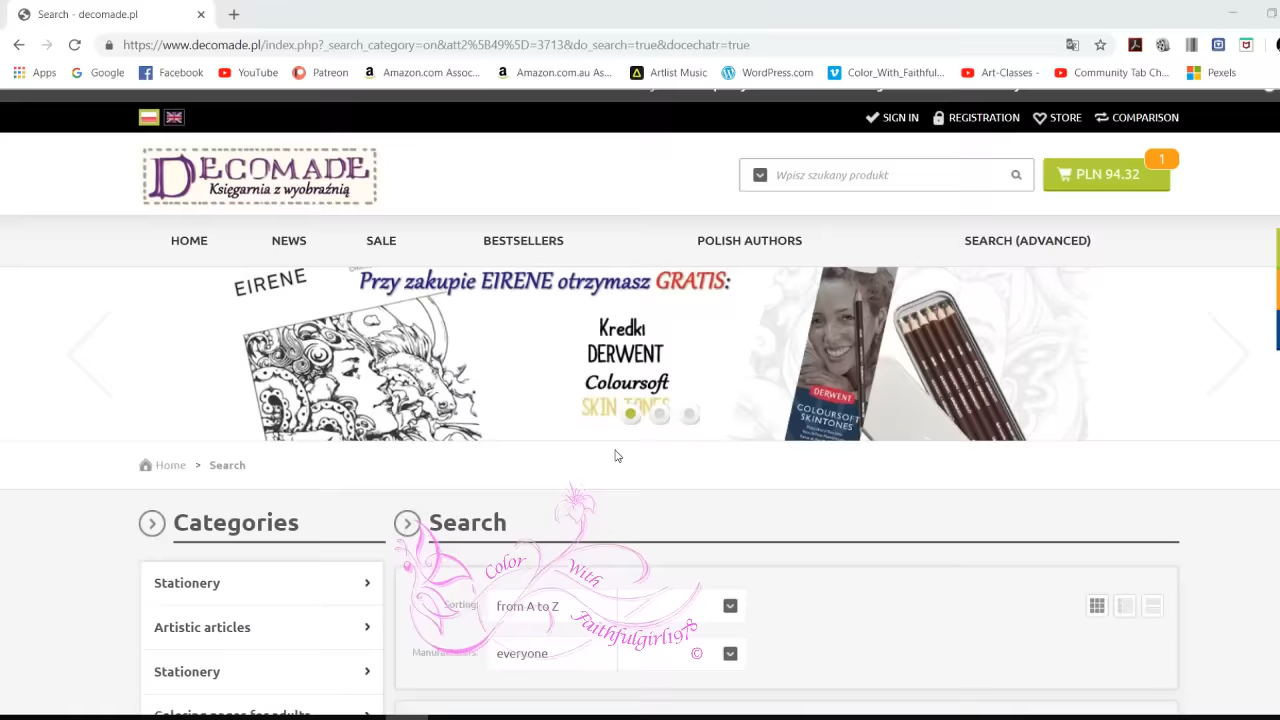 Search - decomade.pl
https://www.decomade.pl/index.php?_search_category=on&att2%5B49%5D=3713&do_search=true&docechatr=true
Apps Google Facebook YouTube Patreon Amazon.com Assoc... Amazon.com.au As... Artlist Music WordPress.com Color_With_Faithful... Art-Classes - Community Tab Ch... Pexels
SIGN IN REGISTRATION STORE COMPARISON
DECOMADE
Księgarnia z wyobraźnią
Wpisz szukany produkt
PLN 94.32
1
HOME NEWS SALE BESTSELLERS POLISH AUTHORS SEARCH (ADVANCED)
EIRENE
Przy zakupie EIRENE otrzymasz GRATIS:
Kredki
DERWENT
Coloursoft
SKIN TONES
DERWENT
COLOURSOFT
SKINTONES
Home > Search
Categories
Search
Stationery
Artistic articles
Stationery
Coloring pages for adults
Sorting: from A to Z
everyone
Color With Faithfulgirl1978 ©